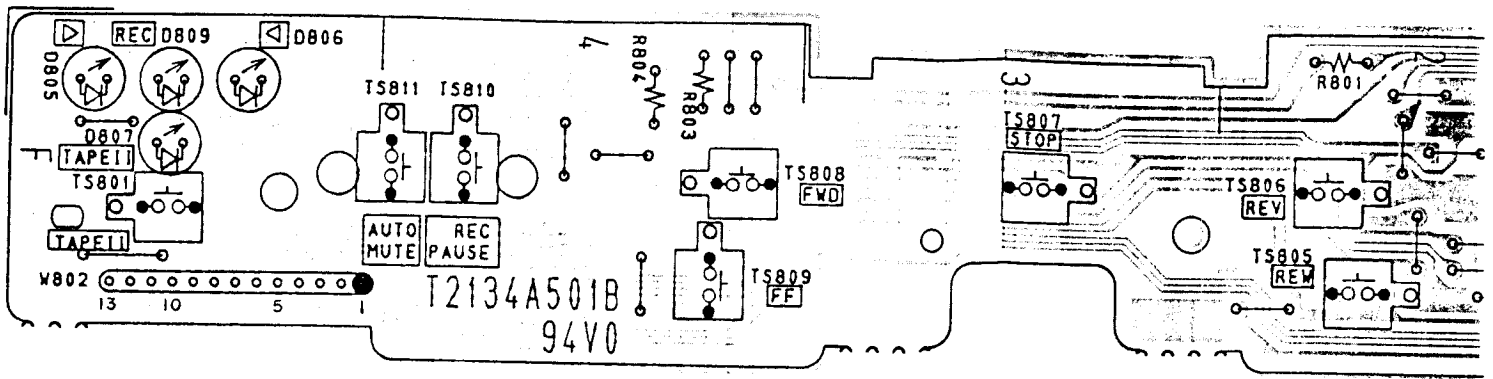 REC D809
D806
D805
D807
TAPEII
TS801
TAPEII
W802
13 10 5 1
TS811 TS810
AUTO MUTE
REC PAUSE
T2134A501B
94V0
4
R804
R803
TS808
FWD
TS809
FF
3
TS807
STOP
R801
TS806
REV
TS805
REW